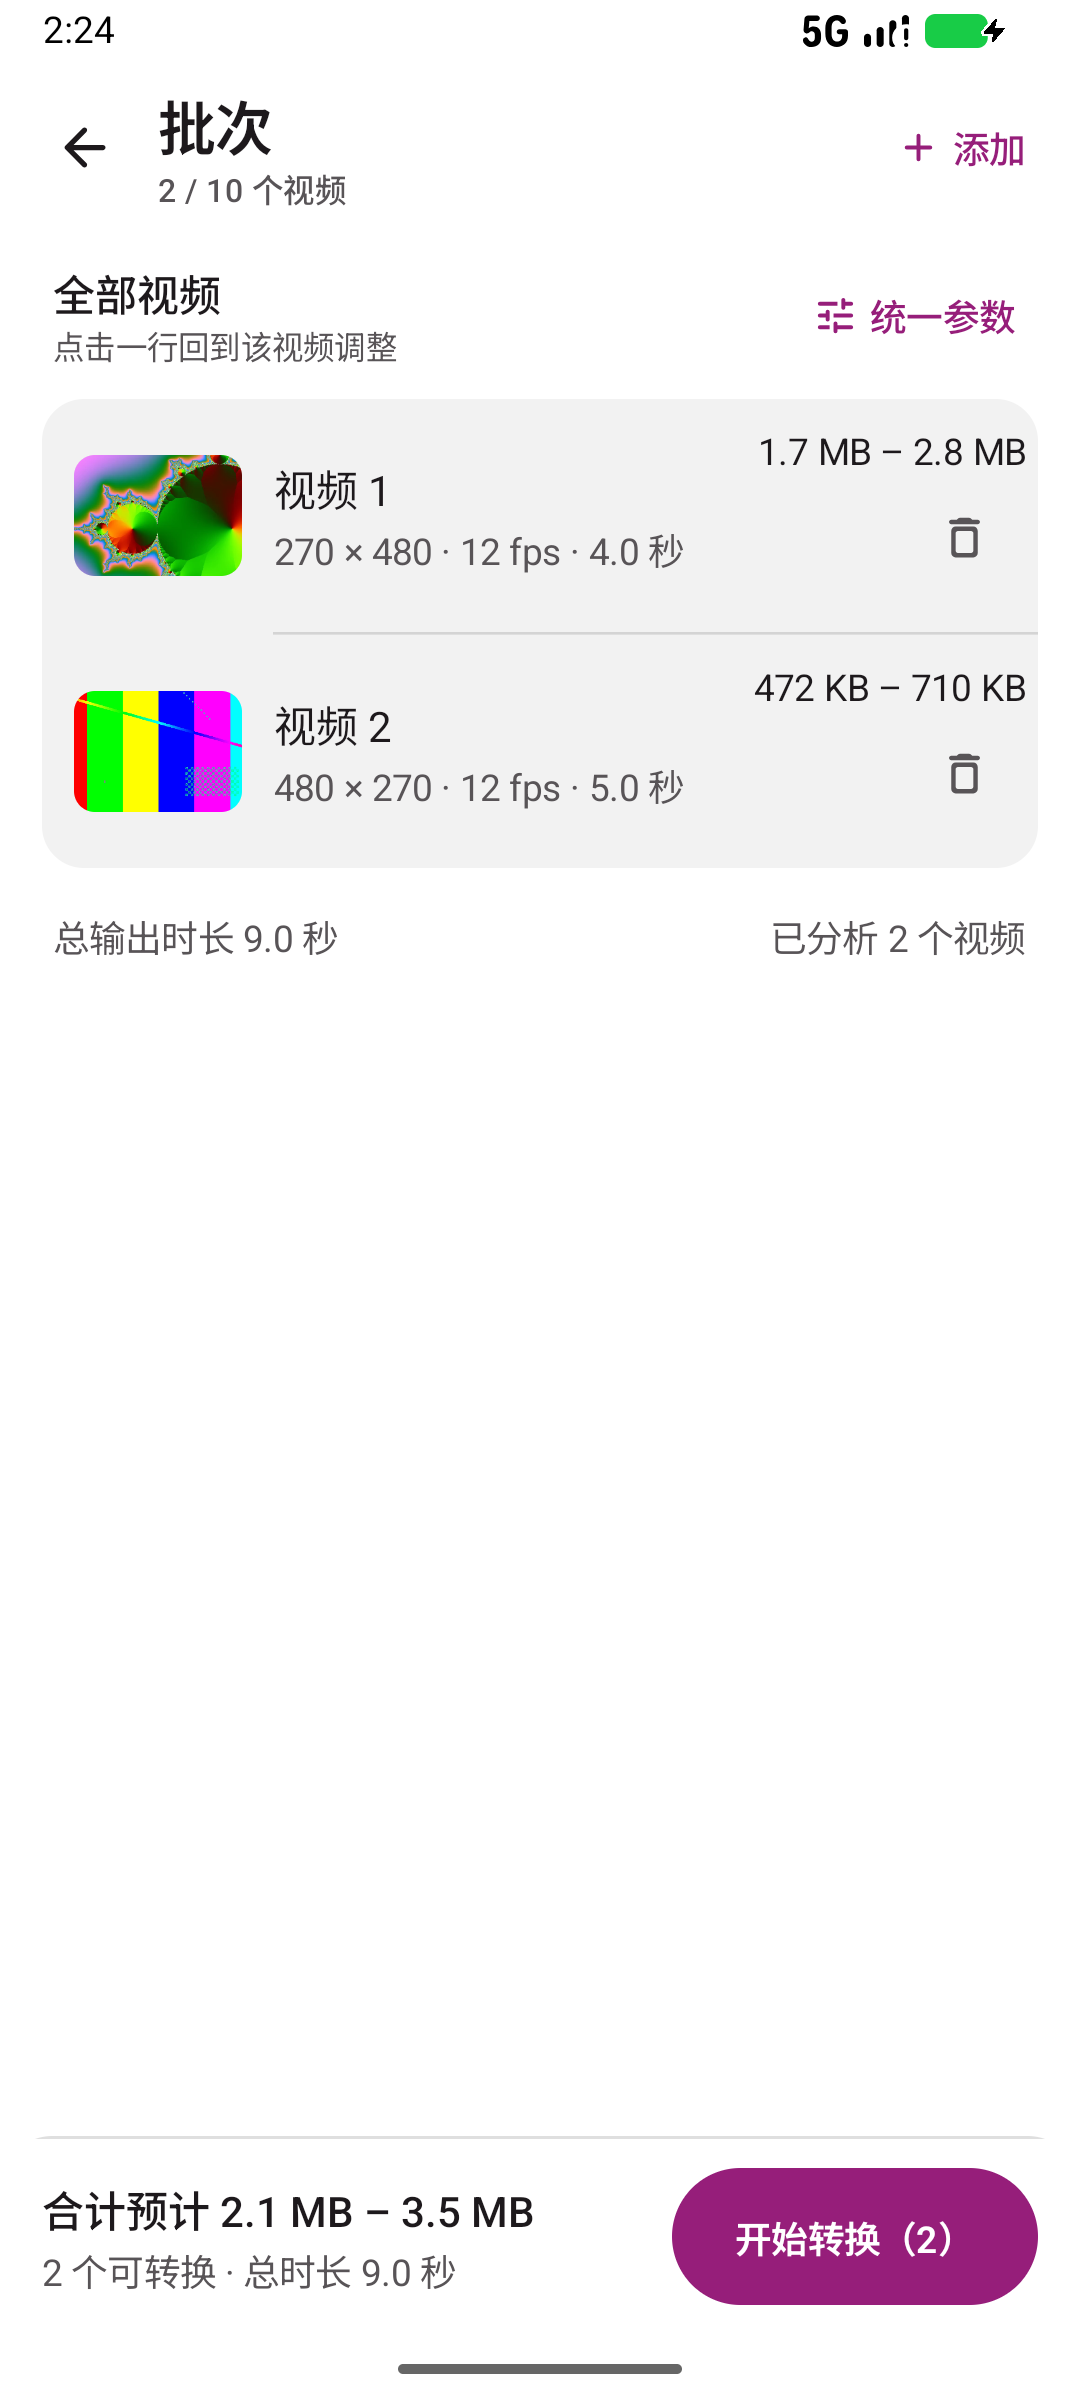 2:24
5G
批次
2 / 10 个视频
+ 添加
全部视频
点击一行回到该视频调整
统一参数
1.7 MB – 2.8 MB
视频 1
270 × 480 · 12 fps · 4.0 秒
472 KB – 710 KB
视频 2
480 × 270 · 12 fps · 5.0 秒
总输出时长 9.0 秒
已分析 2 个视频
合计预计 2.1 MB – 3.5 MB
2 个可转换 · 总时长 9.0 秒
开始转换（2）